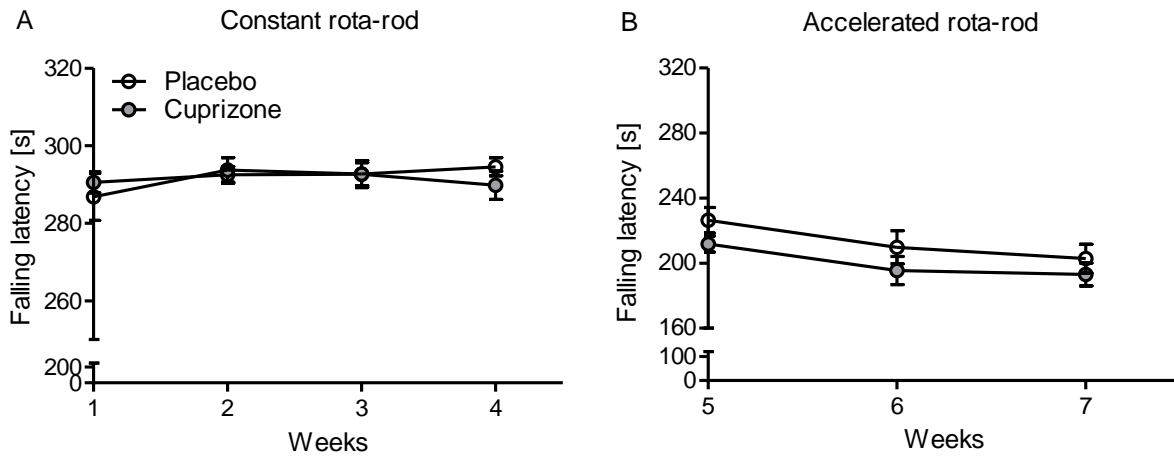 A Constant rota-rod
Falling latency [s]
320
300
280
260
200
0
Placebo
Cuprizone
1 2 3 4
Weeks
B Accelerated rota-rod
Falling latency [s]
320
280
240
200
160
100
0
5 6 7
Weeks